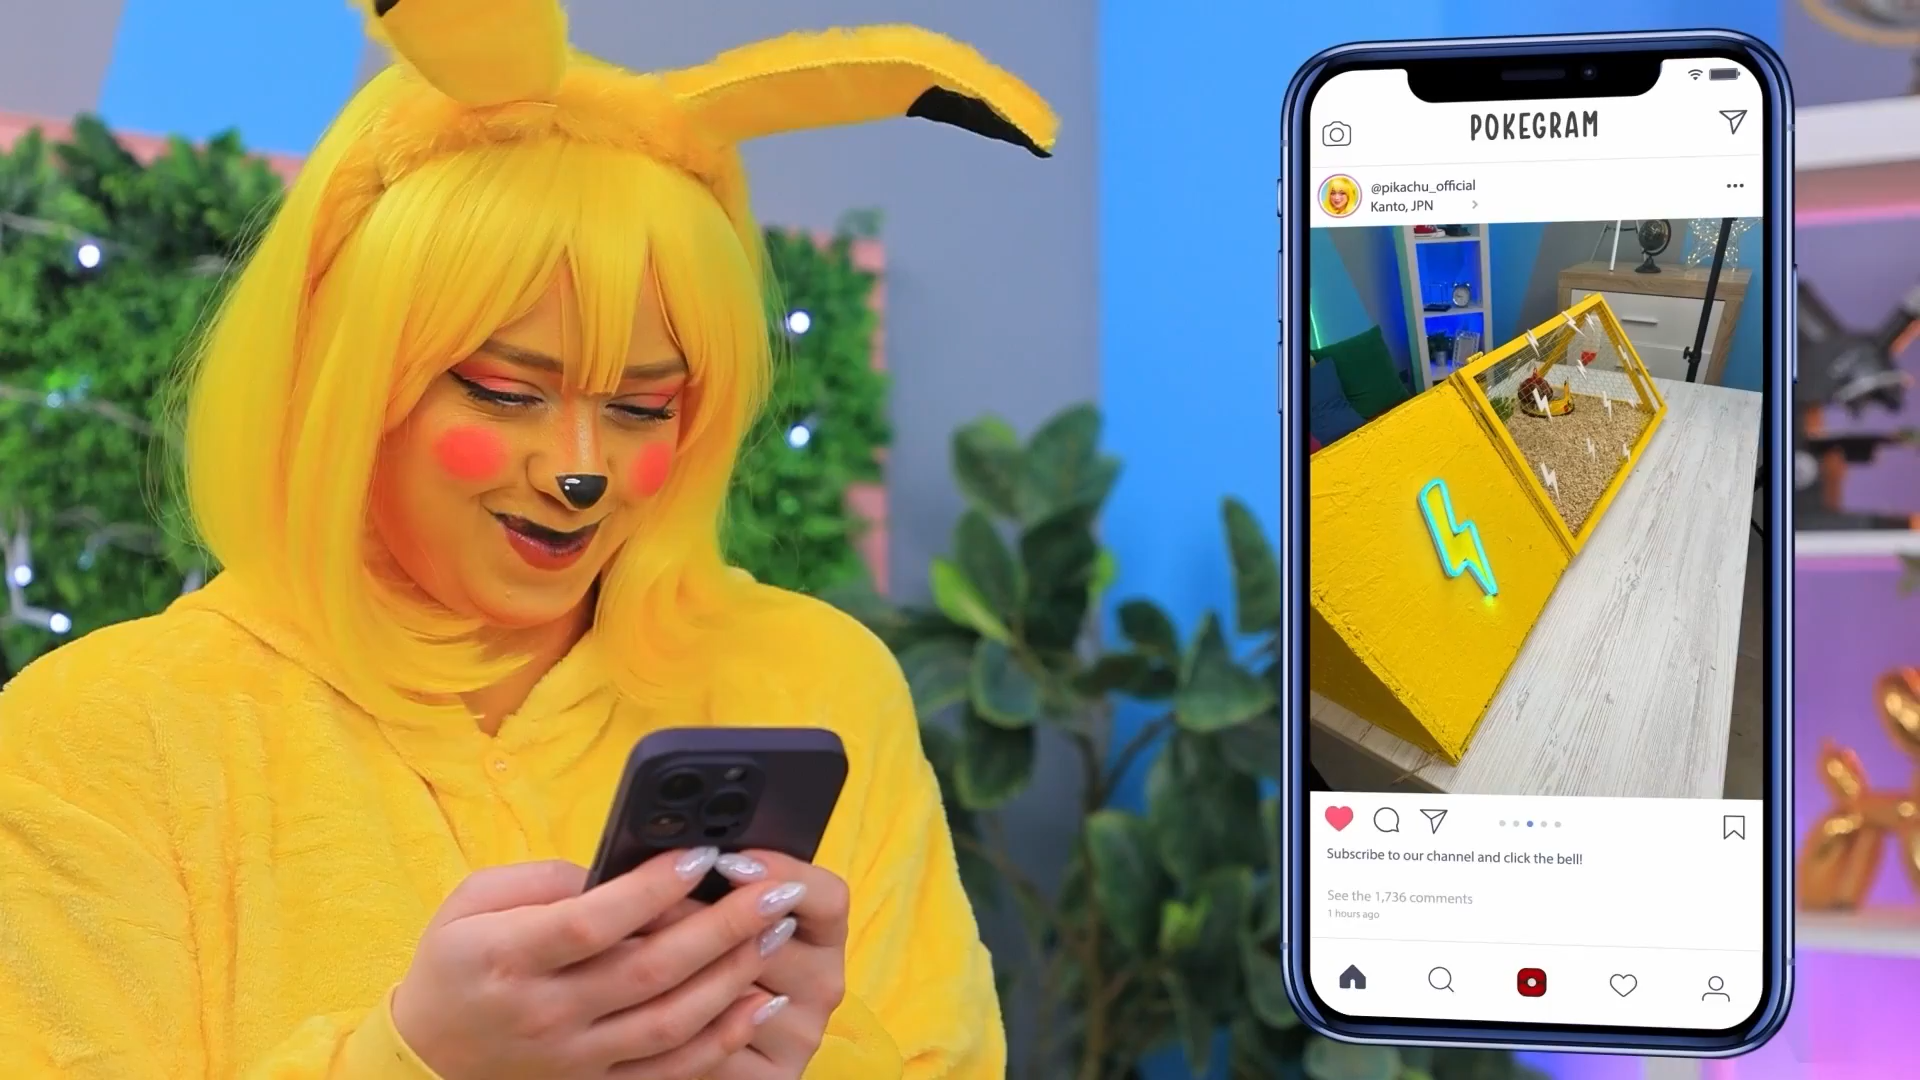 POKEGRAM
@pikachu_official
Kanto, JPN
Subscribe to our channel and click the bell!
See the 1,736 comments
1 hours ago